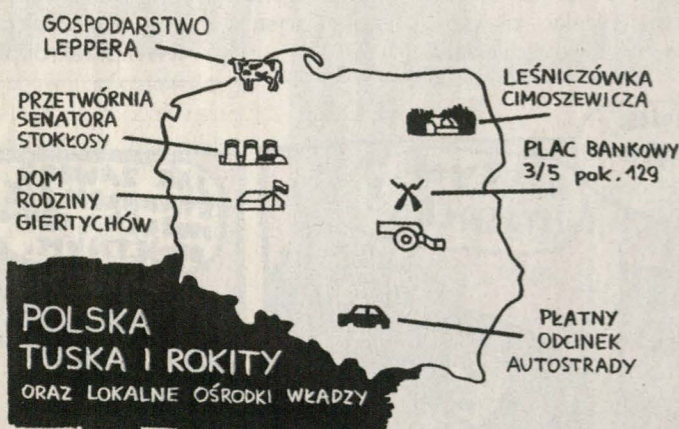 GOSPODARSTWO
LEPPERA
PRZETWÓRNIA
SENATORA
STOKŁOSY
DOM
RODZINY
GIERTYCHÓW
LEŚNICZÓWKA
CIMOSZEWICZA
PLAC BANKOWY
3/5 pok. 129
PŁATNY
ODCINEK
AUTOSTRADY
POLSKA
TUSKA I ROKITY
ORAZ LOKALNE OŚRODKI WŁADZY